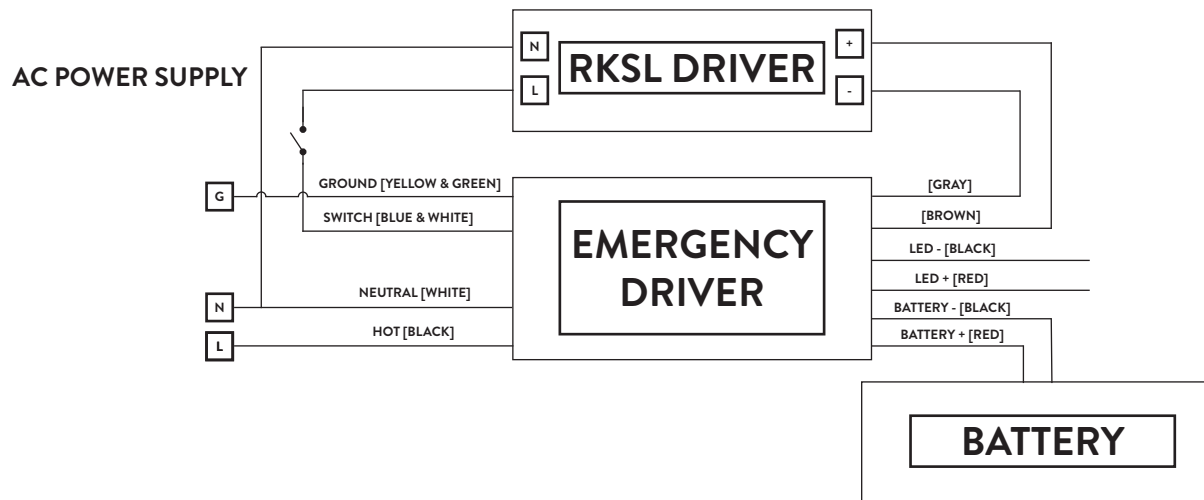 N
+
RKSL DRIVER
AC POWER SUPPLY
L
-
GROUND [YELLOW & GREEN]
[GRAY]
G
SWITCH [BLUE & WHITE]
[BROWN]
EMERGENCY
DRIVER
LED - [BLACK]
LED + [RED]
NEUTRAL [WHITE]
N
BATTERY - [BLACK]
HOT [BLACK]
BATTERY + [RED]
L
BATTERY